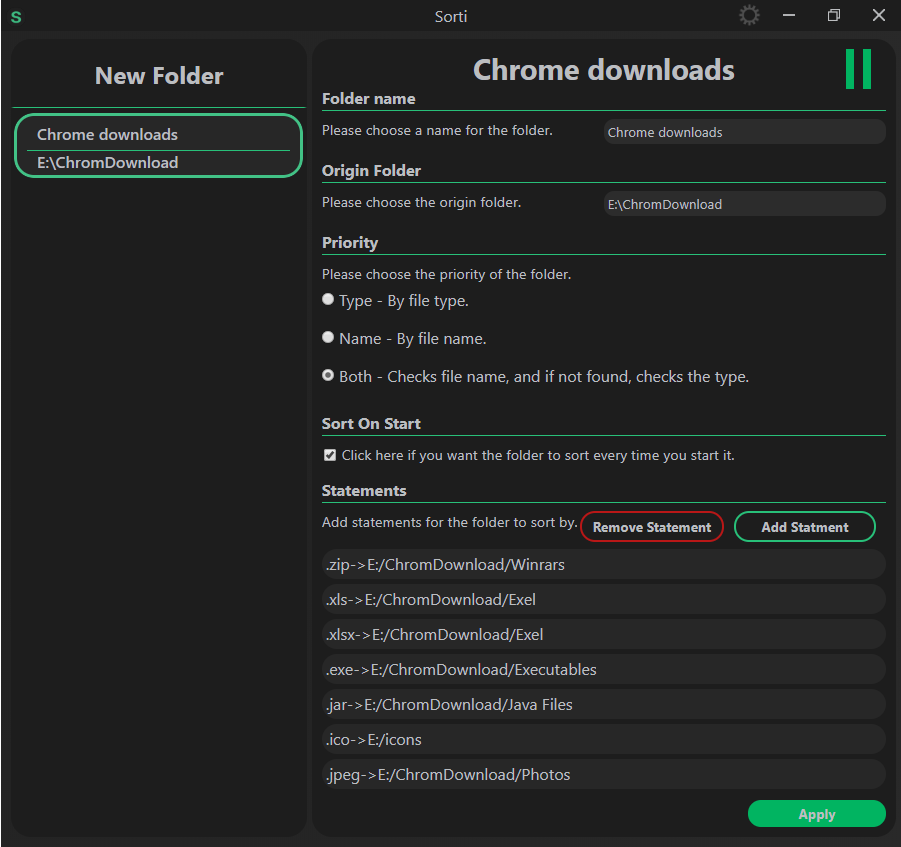 S
Sorti
New Folder
Chrome downloads
E:\ChromDownload
Chrome downloads
Folder name
Please choose a name for the folder.
Chrome downloads
Origin Folder
Please choose the origin folder.
E:\ChromDownload
Priority
Please choose the priority of the folder.
Type - By file type.
Name - By file name.
Both - Checks file name, and if not found, checks the type.
Sort On Start
Click here if you want the folder to sort every time you start it.
Statements
Add statements for the folder to sort by.
Remove Statement
Add Statment
.zip->E:/ChromDownload/Winrars
.xls->E:/ChromDownload/Exel
.xlsx->E:/ChromDownload/Exel
.exe->E:/ChromDownload/Executables
.jar->E:/ChromDownload/Java Files
.ico->E:/icons
.jpeg->E:/ChromDownload/Photos
Apply